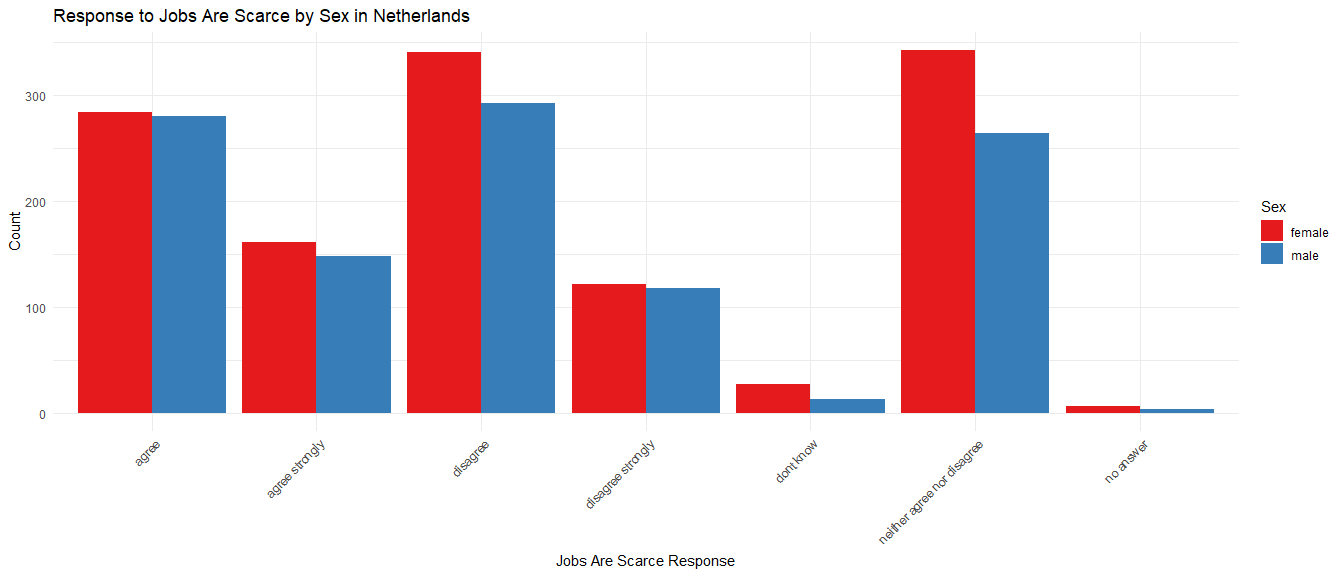 Response to Jobs Are Scarce by Sex in Netherlands
Count
300
200
100
0
agree
agree strongly
disagree
disagree strongly
dont know
neither agree nor disagree
no answer
Jobs Are Scarce Response
Sex
female
male